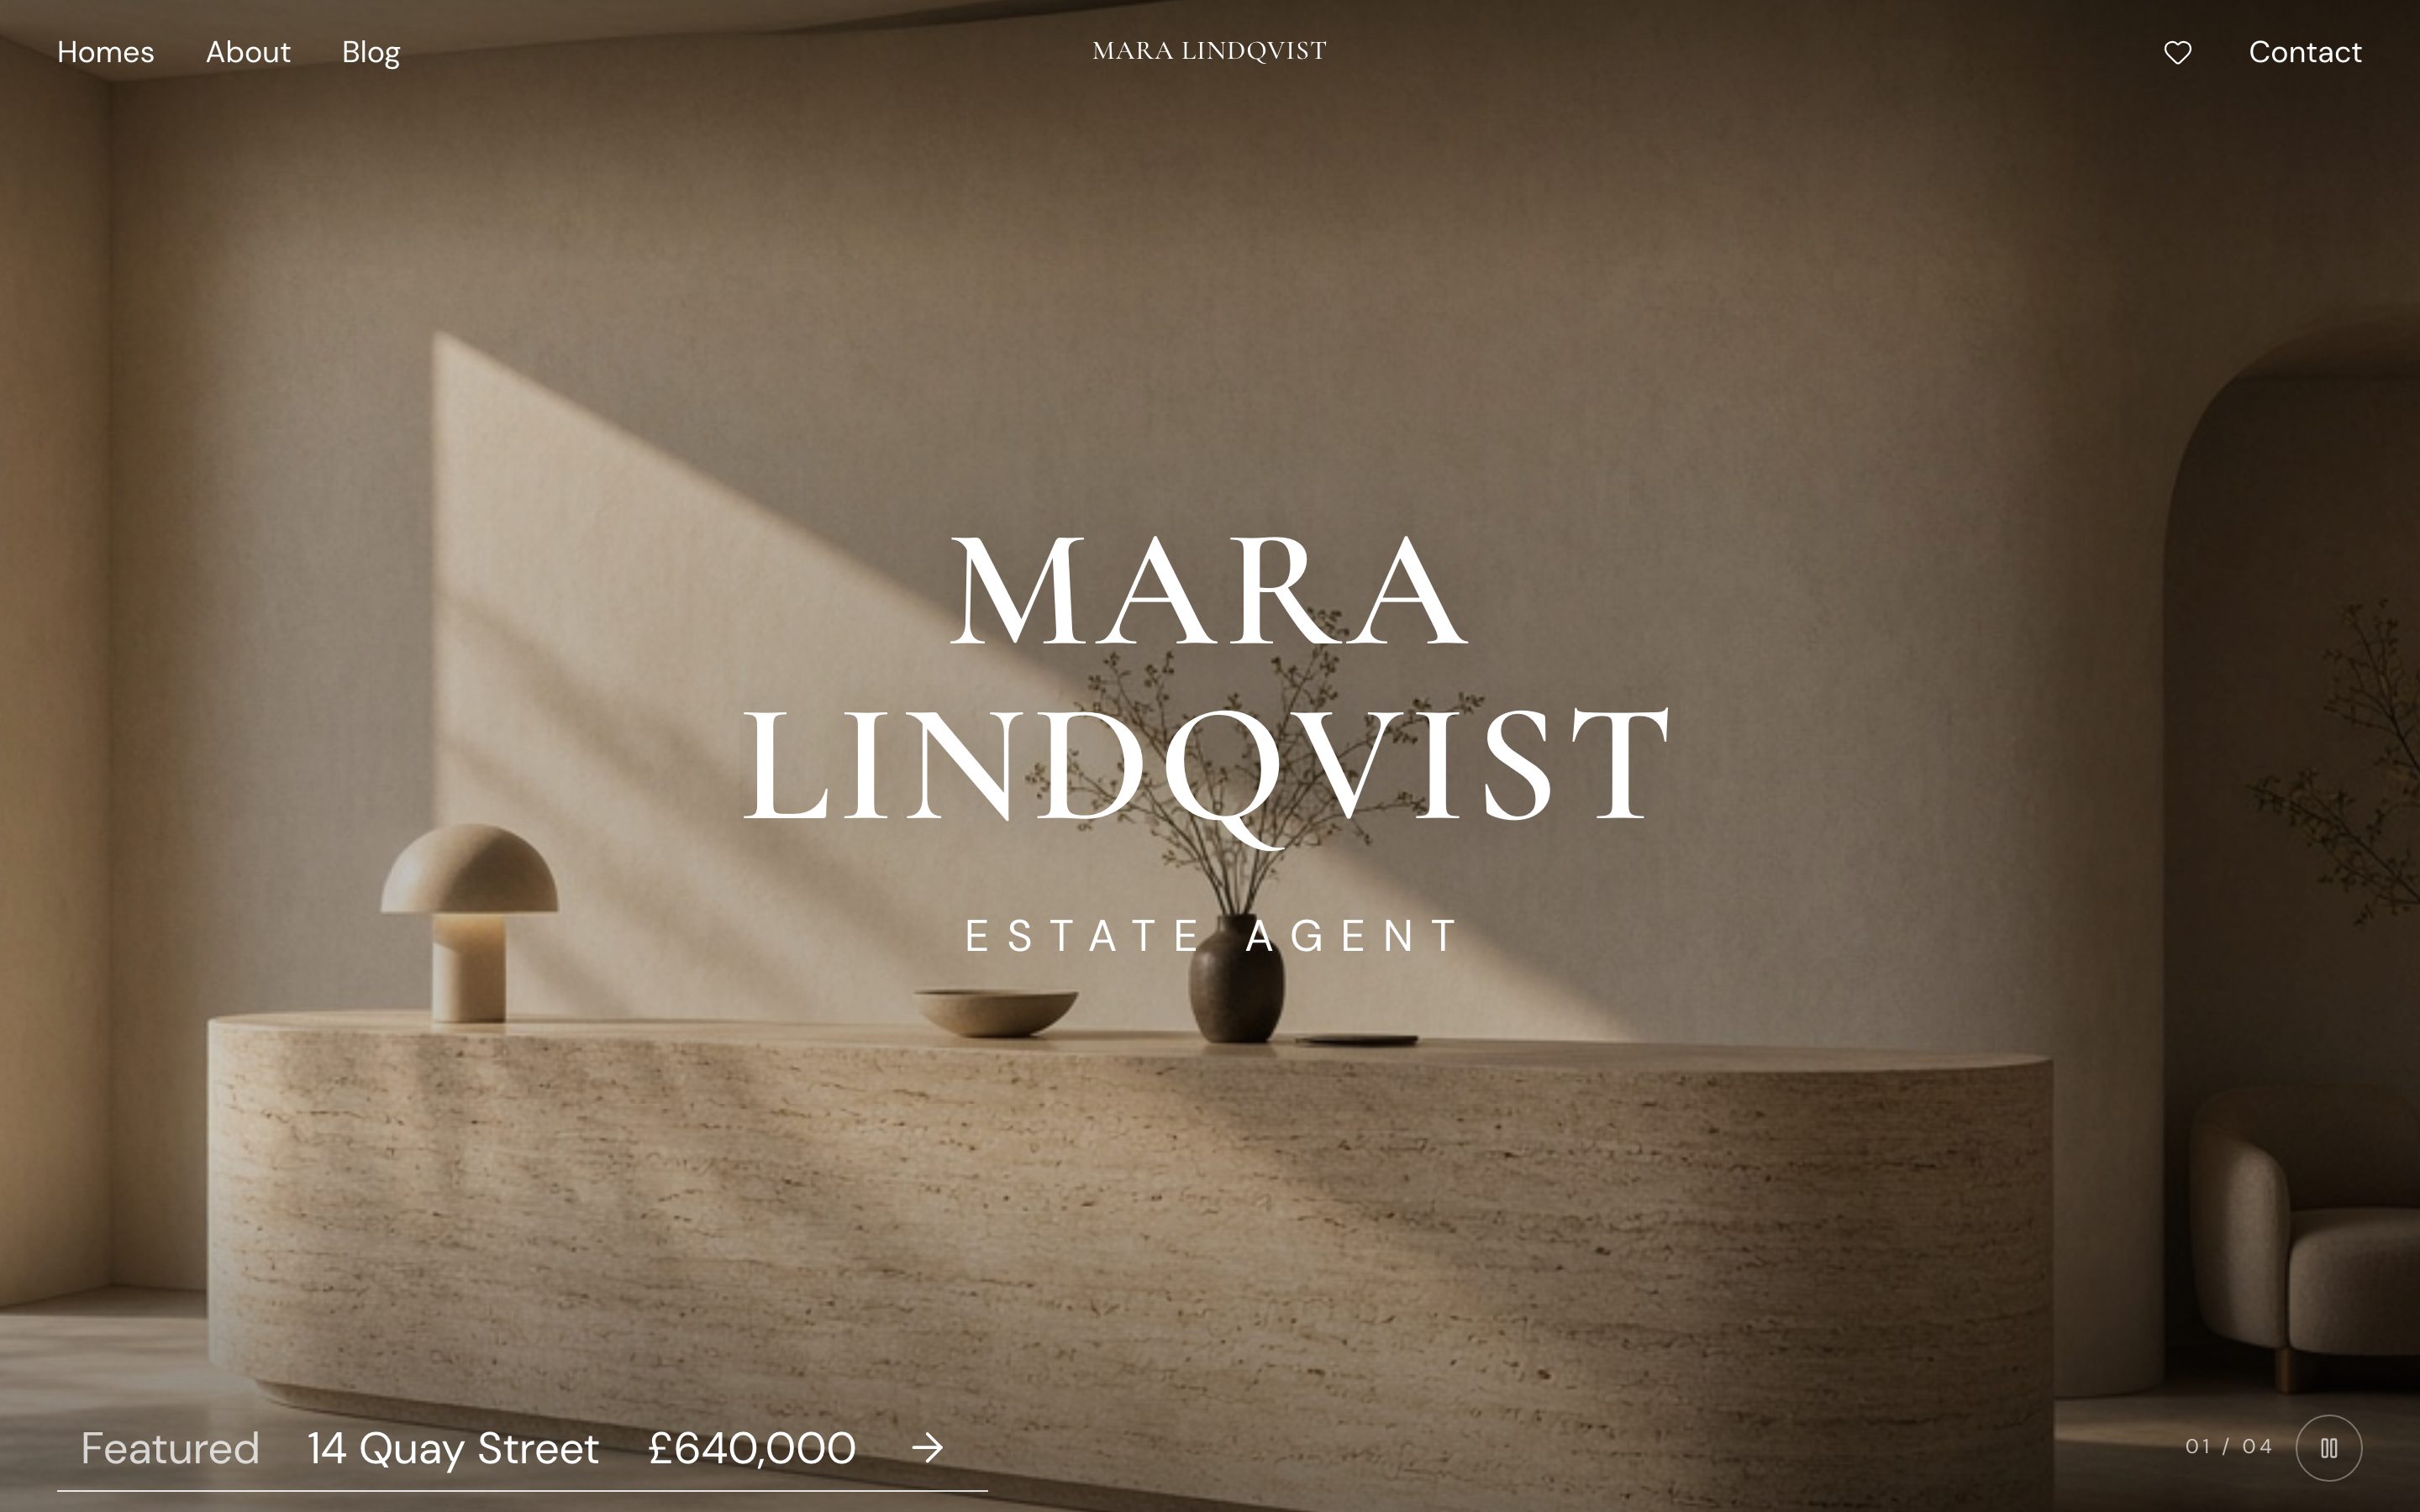 Homes About Blog MARA LINDQVIST Contact
MARA
LINDQVIST
ESTATE AGENT
Featured 14 Quay Street £640,000 →
01 / 04